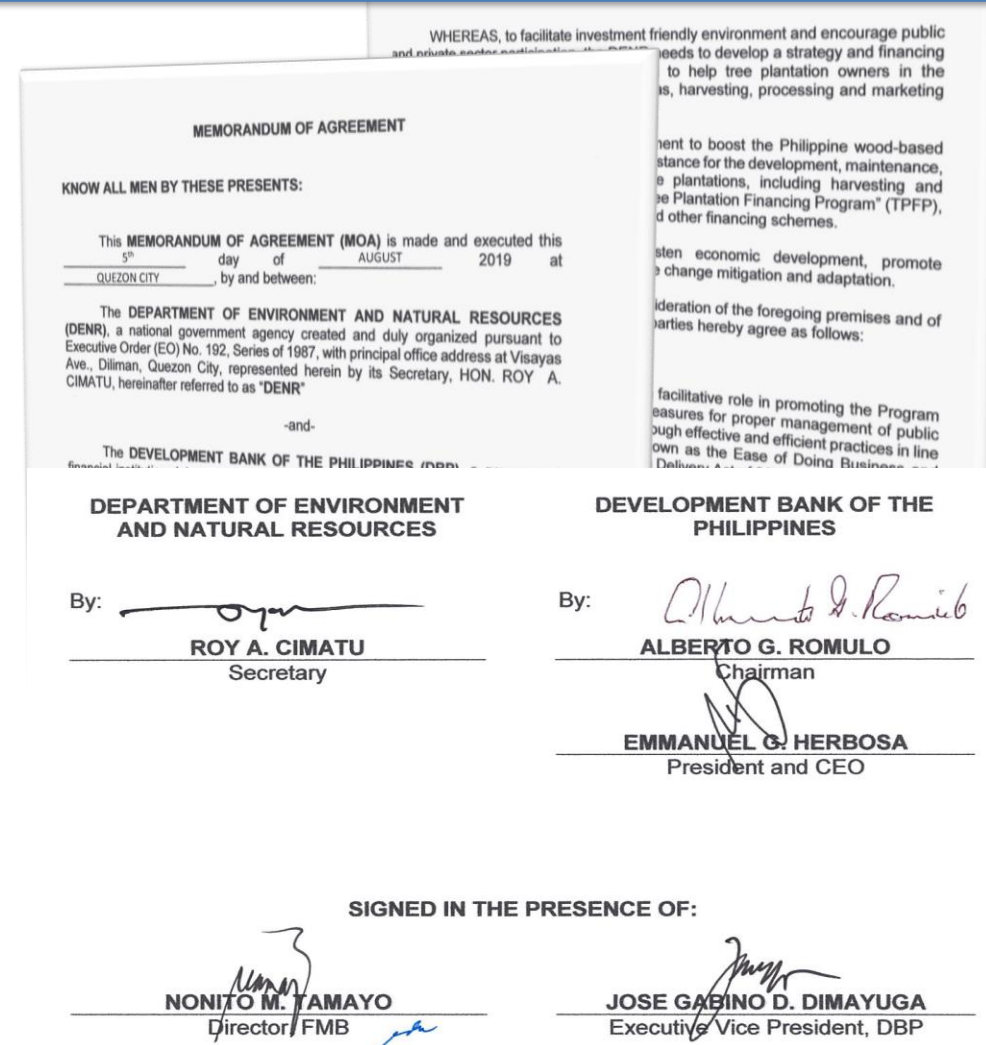 WHEREAS, to facilitate investment friendly environment and encourage public
needs to develop a strategy and financing
to help tree plantation owners in the
harvesting, processing and marketing
to boost the Philippine wood-based
for the development, maintenance,
plantations, including harvesting and
Plantation Financing Program" (TPFP),
other financing schemes.
economic development, promote
change mitigation and adaptation.
of the foregoing premises and of
parties hereby agree as follows:
facilitative role in promoting the Program
for proper management of public
effective and efficient practices in line
as the Ease of Doing Business
MEMORANDUM OF AGREEMENT
KNOW ALL MEN BY THESE PRESENTS:
This MEMORANDUM OF AGREEMENT (MOA) is made and executed this
5th day of AUGUST 2019 at
QUEZON CITY, by and between:
The DEPARTMENT OF ENVIRONMENT AND NATURAL RESOURCES
(DENR), a national government agency created and duly organized pursuant to
Executive Order (EO) No. 192, Series of 1987, with principal office address at Visayas
Ave., Diliman, Quezon City, represented herein by its Secretary, HON. ROY A.
CIMATU, hereinafter referred to as "DENR"
-and-
The DEVELOPMENT BANK OF THE PHILIPPINES (DBP)
DEPARTMENT OF ENVIRONMENT
AND NATURAL RESOURCES
By:
ROY A. CIMATU
Secretary
DEVELOPMENT BANK OF THE
PHILIPPINES
By:
ALBERTO G. ROMULO
Chairman
EMMANUEL G. HERBOSA
President and CEO
SIGNED IN THE PRESENCE OF:
NONITO M. TAMAYO
Director FMB
JOSE GABINO D. DIMAYUGA
Executive Vice President, DBP